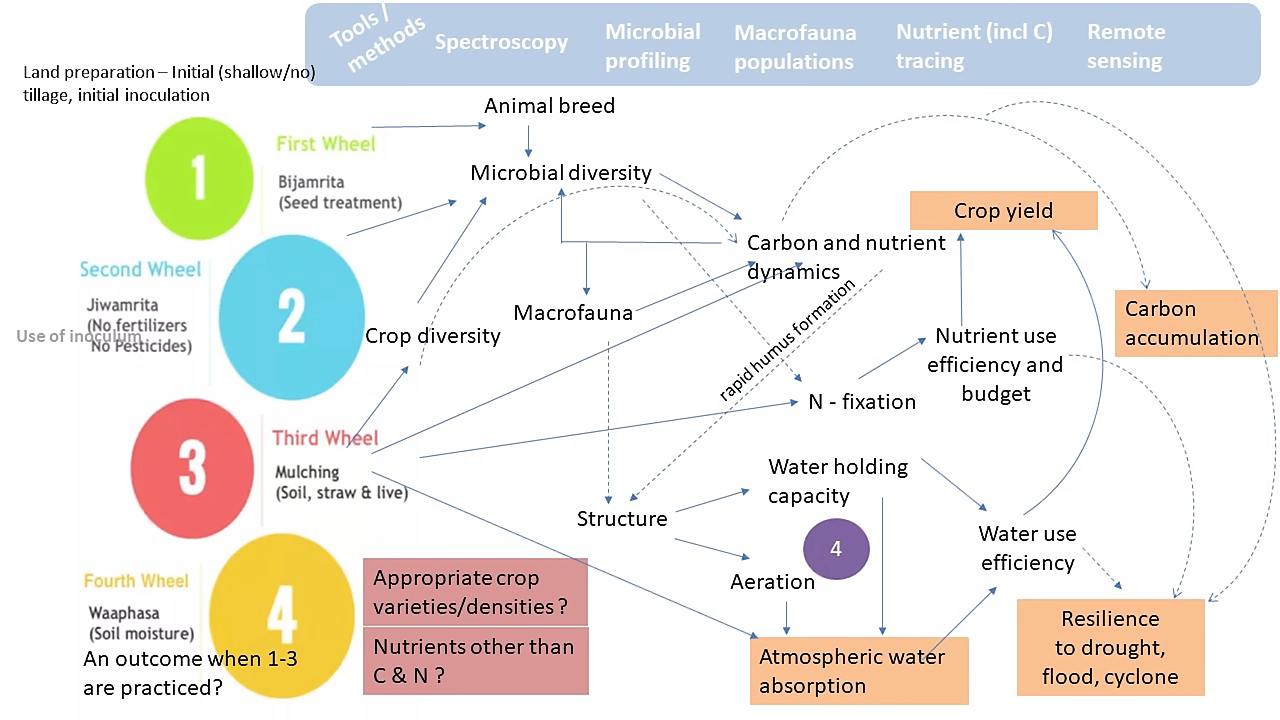 Tools /
methods
Spectroscopy
Microbial
profiling
Macrofauna
populations
Nutrient (incl C)
tracing
Remote
sensing
Land preparation – Initial (shallow/no)
tillage, initial inoculation
1
First Wheel
Bijamrita
(Seed treatment)
Second Wheel
Jiwamrita
(No fertilizers
No Pesticides)
Use of inoculum
2
3
Third Wheel
Mulching
(Soil, straw & live)
Fourth Wheel
Waaphasa
(Soil moisture)
4
An outcome when 1-3
are practiced?
Appropriate crop
varieties/densities ?
Nutrients other than
C & N ?
Animal breed
Microbial diversity
Crop diversity
Macrofauna
Carbon and nutrient
dynamics
rapid humus formation
N - fixation
Structure
Water holding
capacity
4
Aeration
Atmospheric water
absorption
Crop yield
Nutrient use
efficiency and
budget
Water use
efficiency
Carbon
accumulation
Resilience
to drought,
flood, cyclone